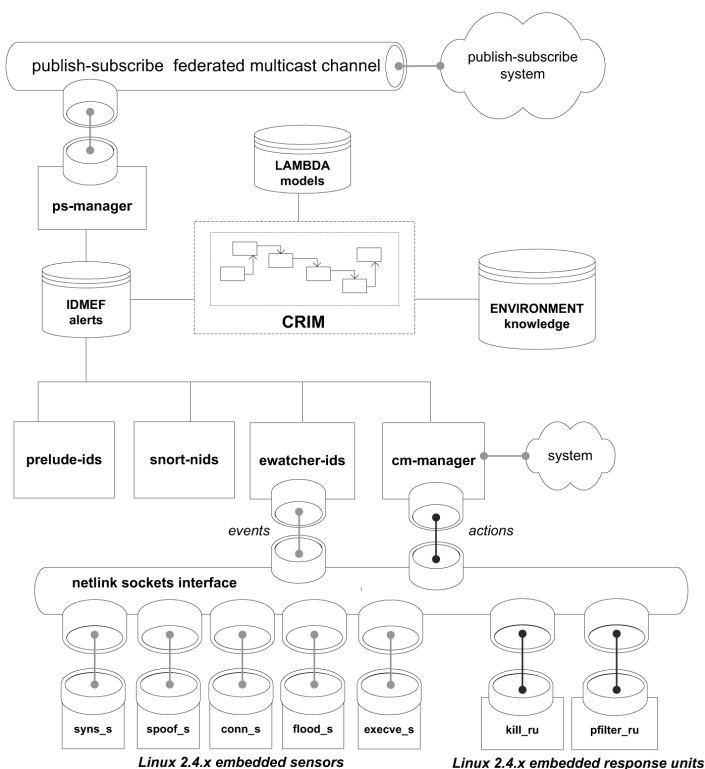 publish-subscribe federated multicast channel
publish-subscribe
system
LAMBDA
models
ps-manager
IDMEF
alerts
CRIM
ENVIRONMENT
knowledge
prelude-ids
snort-nids
ewatcher-ids
cm-manager
system
events
actions
netlink sockets interface
syns_s
spoof_s
conn_s
flood_s
execve_s
kill_ru
pfilter_ru
Linux 2.4.x embedded sensors
Linux 2.4.x embedded response units